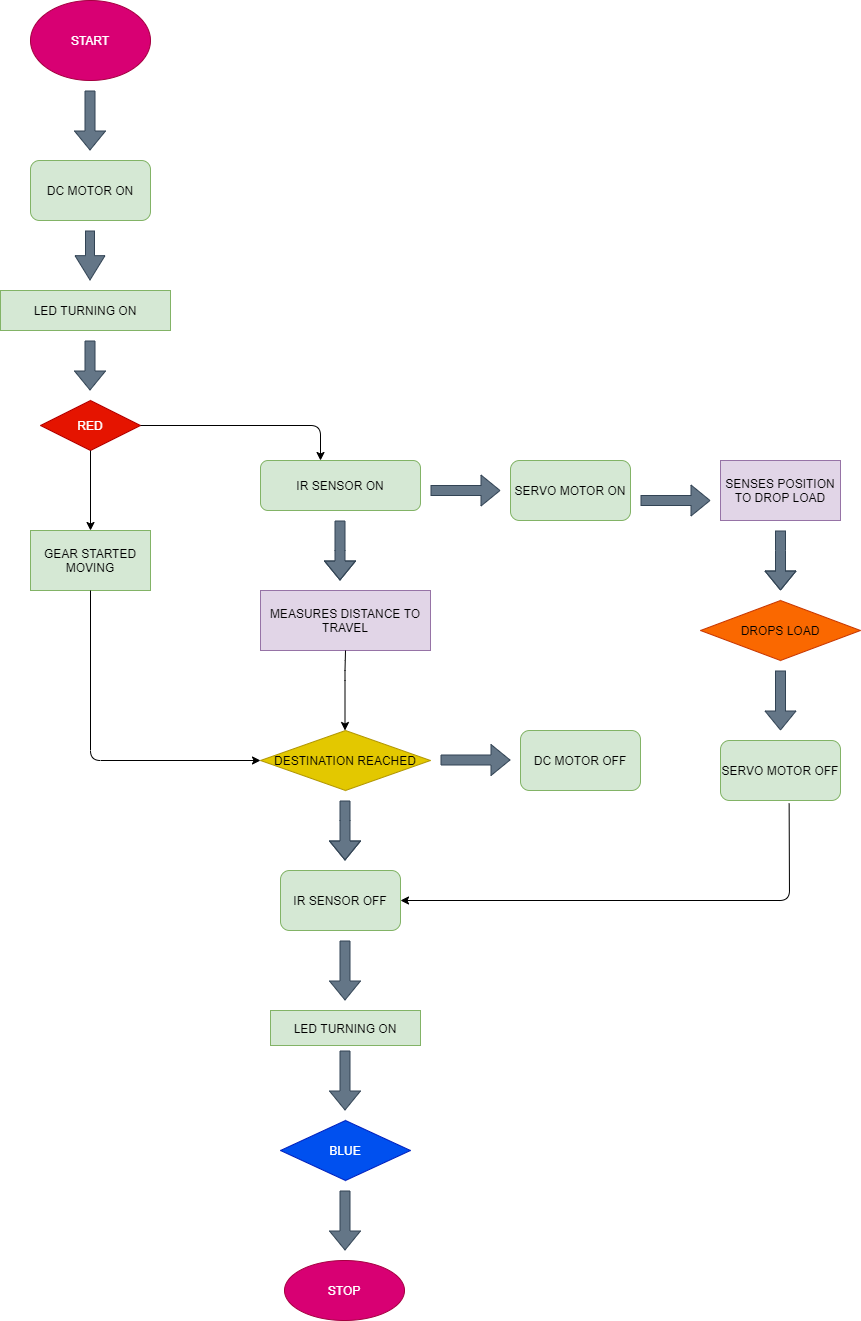 START
DC MOTOR ON
LED TURNING ON
RED
IR SENSOR ON
SERVO MOTOR ON
SENSES POSITION
TO DROP LOAD
GEAR STARTED
MOVING
MEASURES DISTANCE TO
TRAVEL
DROPS LOAD
DESTINATION REACHED
DC MOTOR OFF
SERVO MOTOR OFF
IR SENSOR OFF
LED TURNING ON
BLUE
STOP